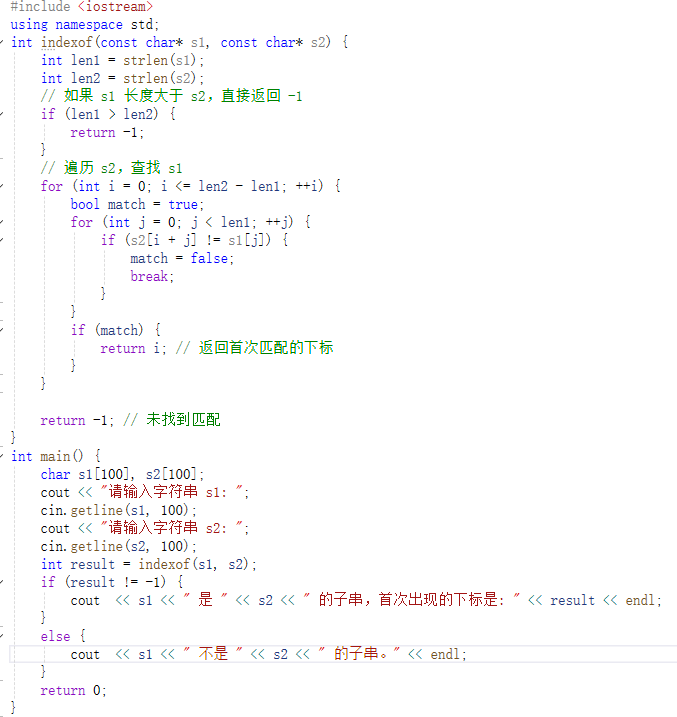 #include <iostream>
using namespace std;
int indexof(const char* s1, const char* s2) {
    int len1 = strlen(s1);
    int len2 = strlen(s2);
    // 如果 s1 长度大于 s2，直接返回 -1
    if (len1 > len2) {
        return -1;
    }
    // 遍历 s2，查找 s1
    for (int i = 0; i <= len2 - len1; ++i) {
        bool match = true;
        for (int j = 0; j < len1; ++j) {
            if (s2[i + j] != s1[j]) {
                match = false;
                break;
            }
        }
        if (match) {
            return i; // 返回首次匹配的下标
        }
    }

    return -1; // 未找到匹配
}
int main() {
    char s1[100], s2[100];
    cout << "请输入字符串 s1: ";
    cin.getline(s1, 100);
    cout << "请输入字符串 s2: ";
    cin.getline(s2, 100);
    int result = indexof(s1, s2);
    if (result != -1) {
        cout  << s1 << " 是 " << s2 << " 的子串，首次出现的下标是: " << result << endl;
    }
    else {
        cout  << s1 << " 不是 " << s2 << " 的子串。" << endl;
    }
    return 0;
}